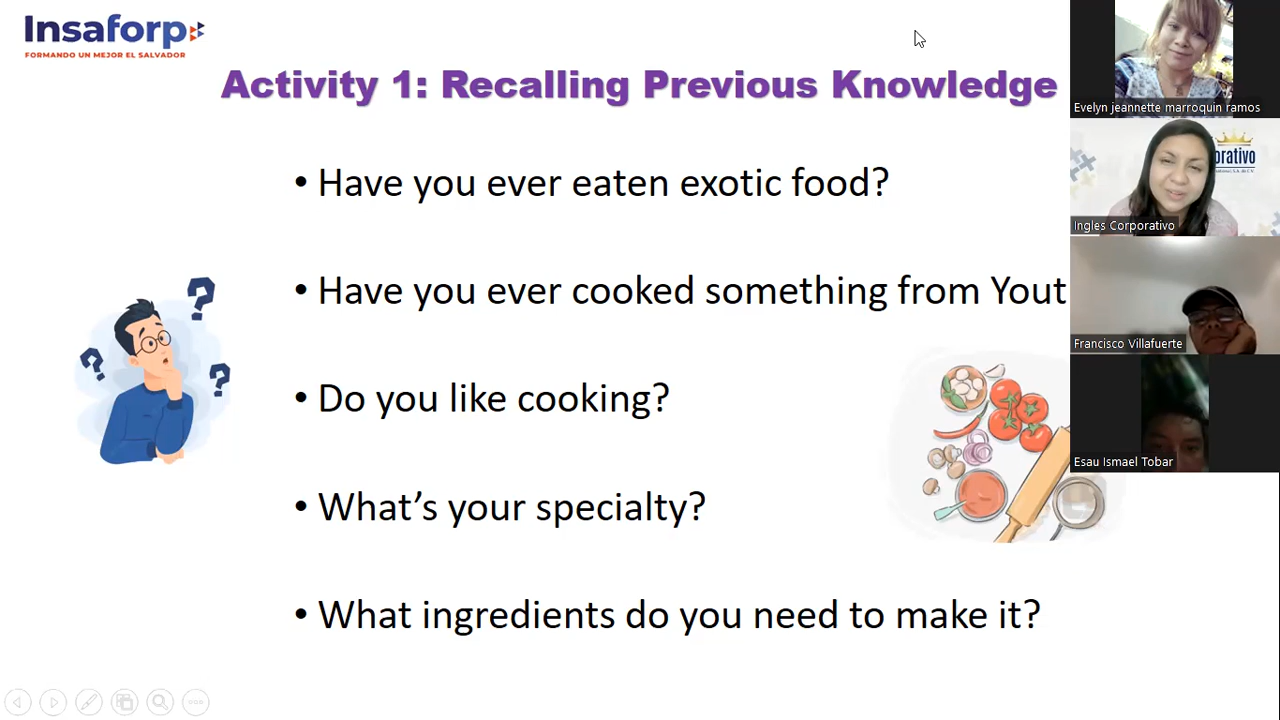 Insaforp
FORMANDO UN MEJOR EL SALVADOR
Activity 1: Recalling Previous Knowledge
• Have you ever eaten exotic food?
• Have you ever cooked something from Yout
• Do you like cooking?
• What's your specialty?
• What ingredients do you need to make it?
Evelyn jeannette marroquin ramos
orativo
Ingles Corporativo
Francisco Villafuerte
Esau Ismael Tobar